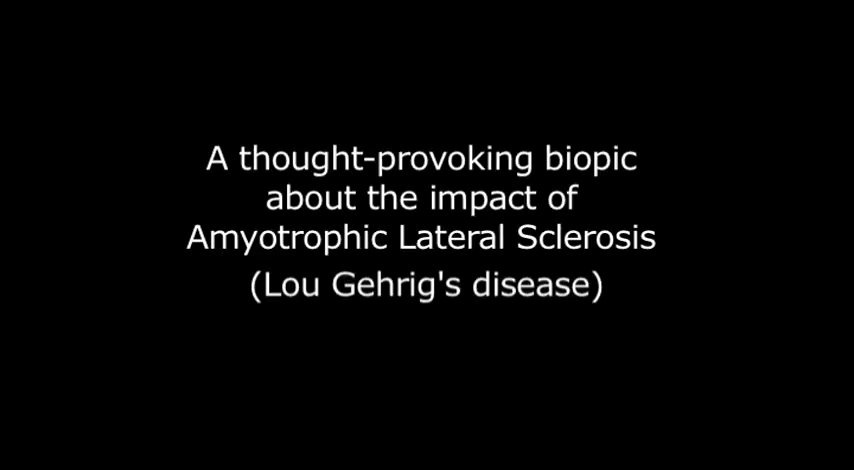 A thought-provoking biopic
about the impact of
Amyotrophic Lateral Sclerosis
(Lou Gehrig's disease)